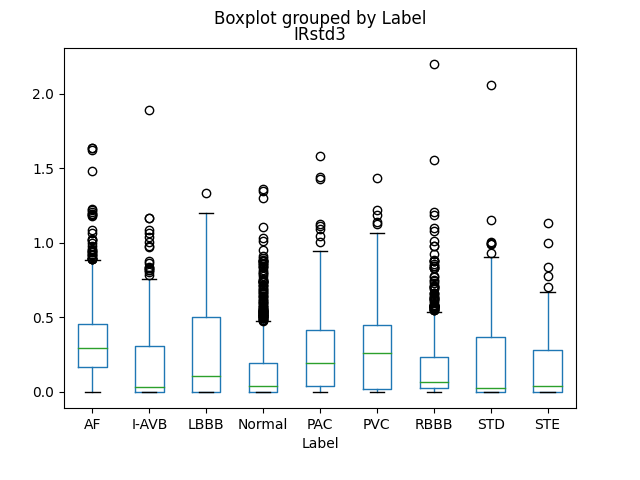 Boxplot grouped by Label
IRstd3
2.0
1.5
1.0
0.5
0.0
AF I-AVB LBBB Normal PAC PVC RBBB STD STE
Label